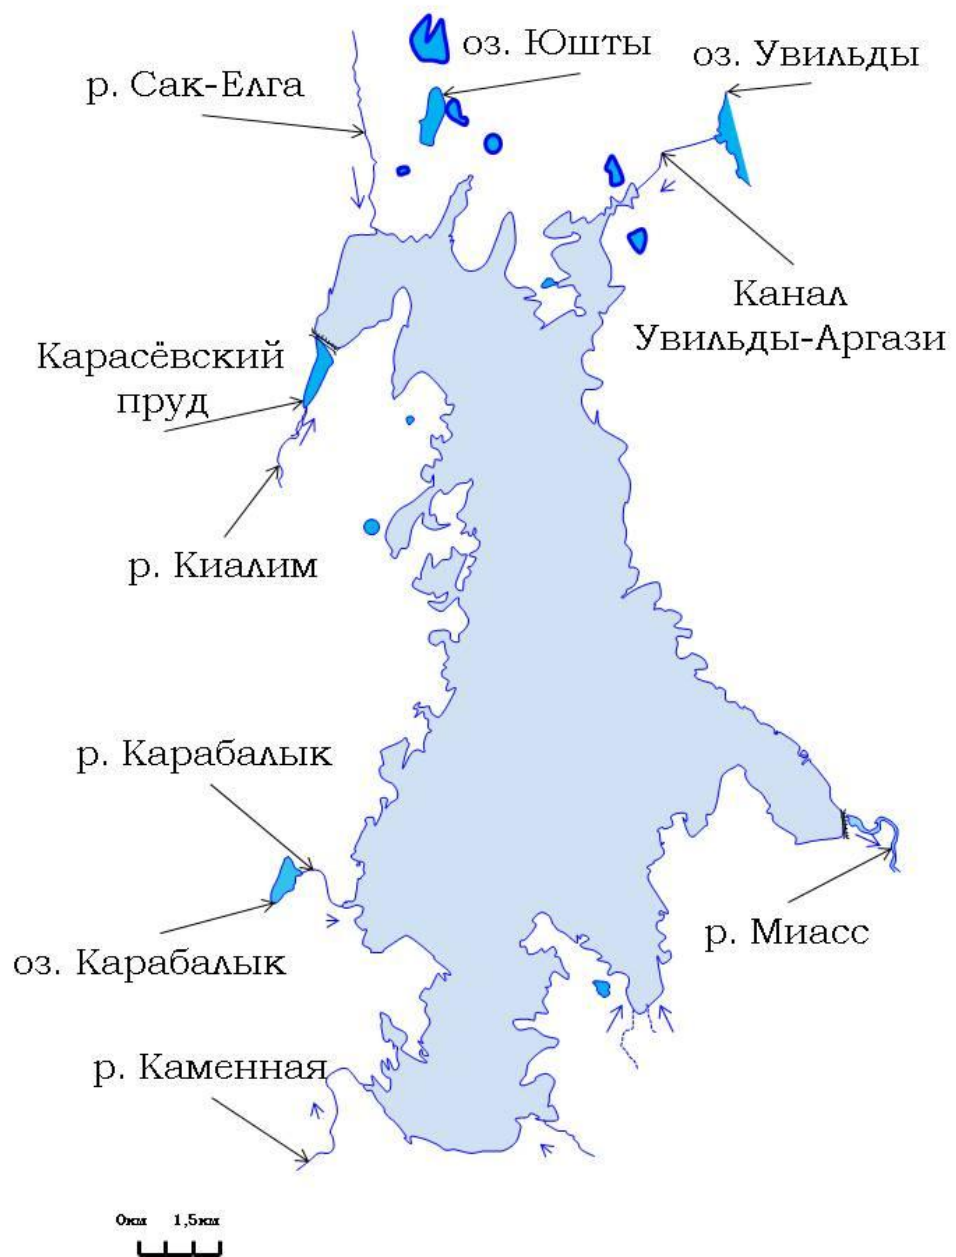 оз. Юшты
оз. Увильды
р. Сак-Елга
Канал
Увильды-Аргази
Карасёвский
пруд
р. Киалим
р. Карабалык
р. Миасс
оз. Карабалык
р. Каменная
0км 1,5км